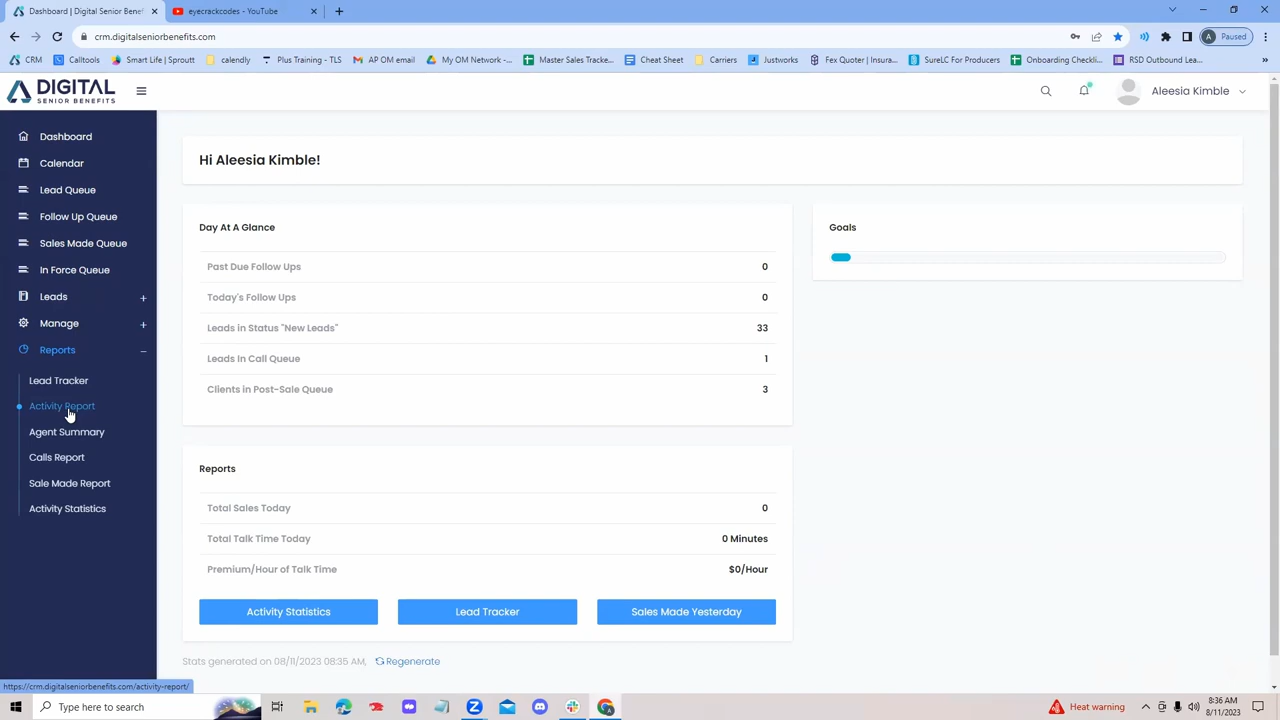 Dashboard | Digital Senior Benef
eyecrackcodes - YouTube
crm.digitalseniorbenefits.com
Paused
CRM
Calltools
Smart Life | Sproutt
calendly
Plus Training - TLS
AP OM email
My OM Network -...
Master Sales Tracke...
Cheat Sheet
Carriers
Justworks
Fex Quotter | Insura...
SureLC For Producers
Onboarding Checkli...
RSD Outbound Lea...
DIGITAL
SENIOR BENEFITS
Aleesia Kimble
Dashboard
Calendar
Lead Queue
Follow Up Queue
Sales Made Queue
In Force Queue
Leads
Manage
Reports
Lead Tracker
Activity Report
Agent Summary
Calls Report
Sale Made Report
Activity Statistics
Hi Aleesia Kimble!
Day At A Glance
Past Due Follow Ups 0
Today's Follow Ups 0
Leads in Status "New Leads" 33
Leads In Call Queue 1
Clients in Post-Sale Queue 3
Goals
Reports
Total Sales Today 0
Total Talk Time Today 0 Minutes
Premium/Hour of Talk Time $0/Hour
Activity Statistics
Lead Tracker
Sales Made Yesterday
Stats generated on 08/11/2023 08:35 AM, Regenerate
https://crm.digitalseniorbenefits.com/activity-report/
Type here to search
Heat warning
8:36 AM
8/11/2023